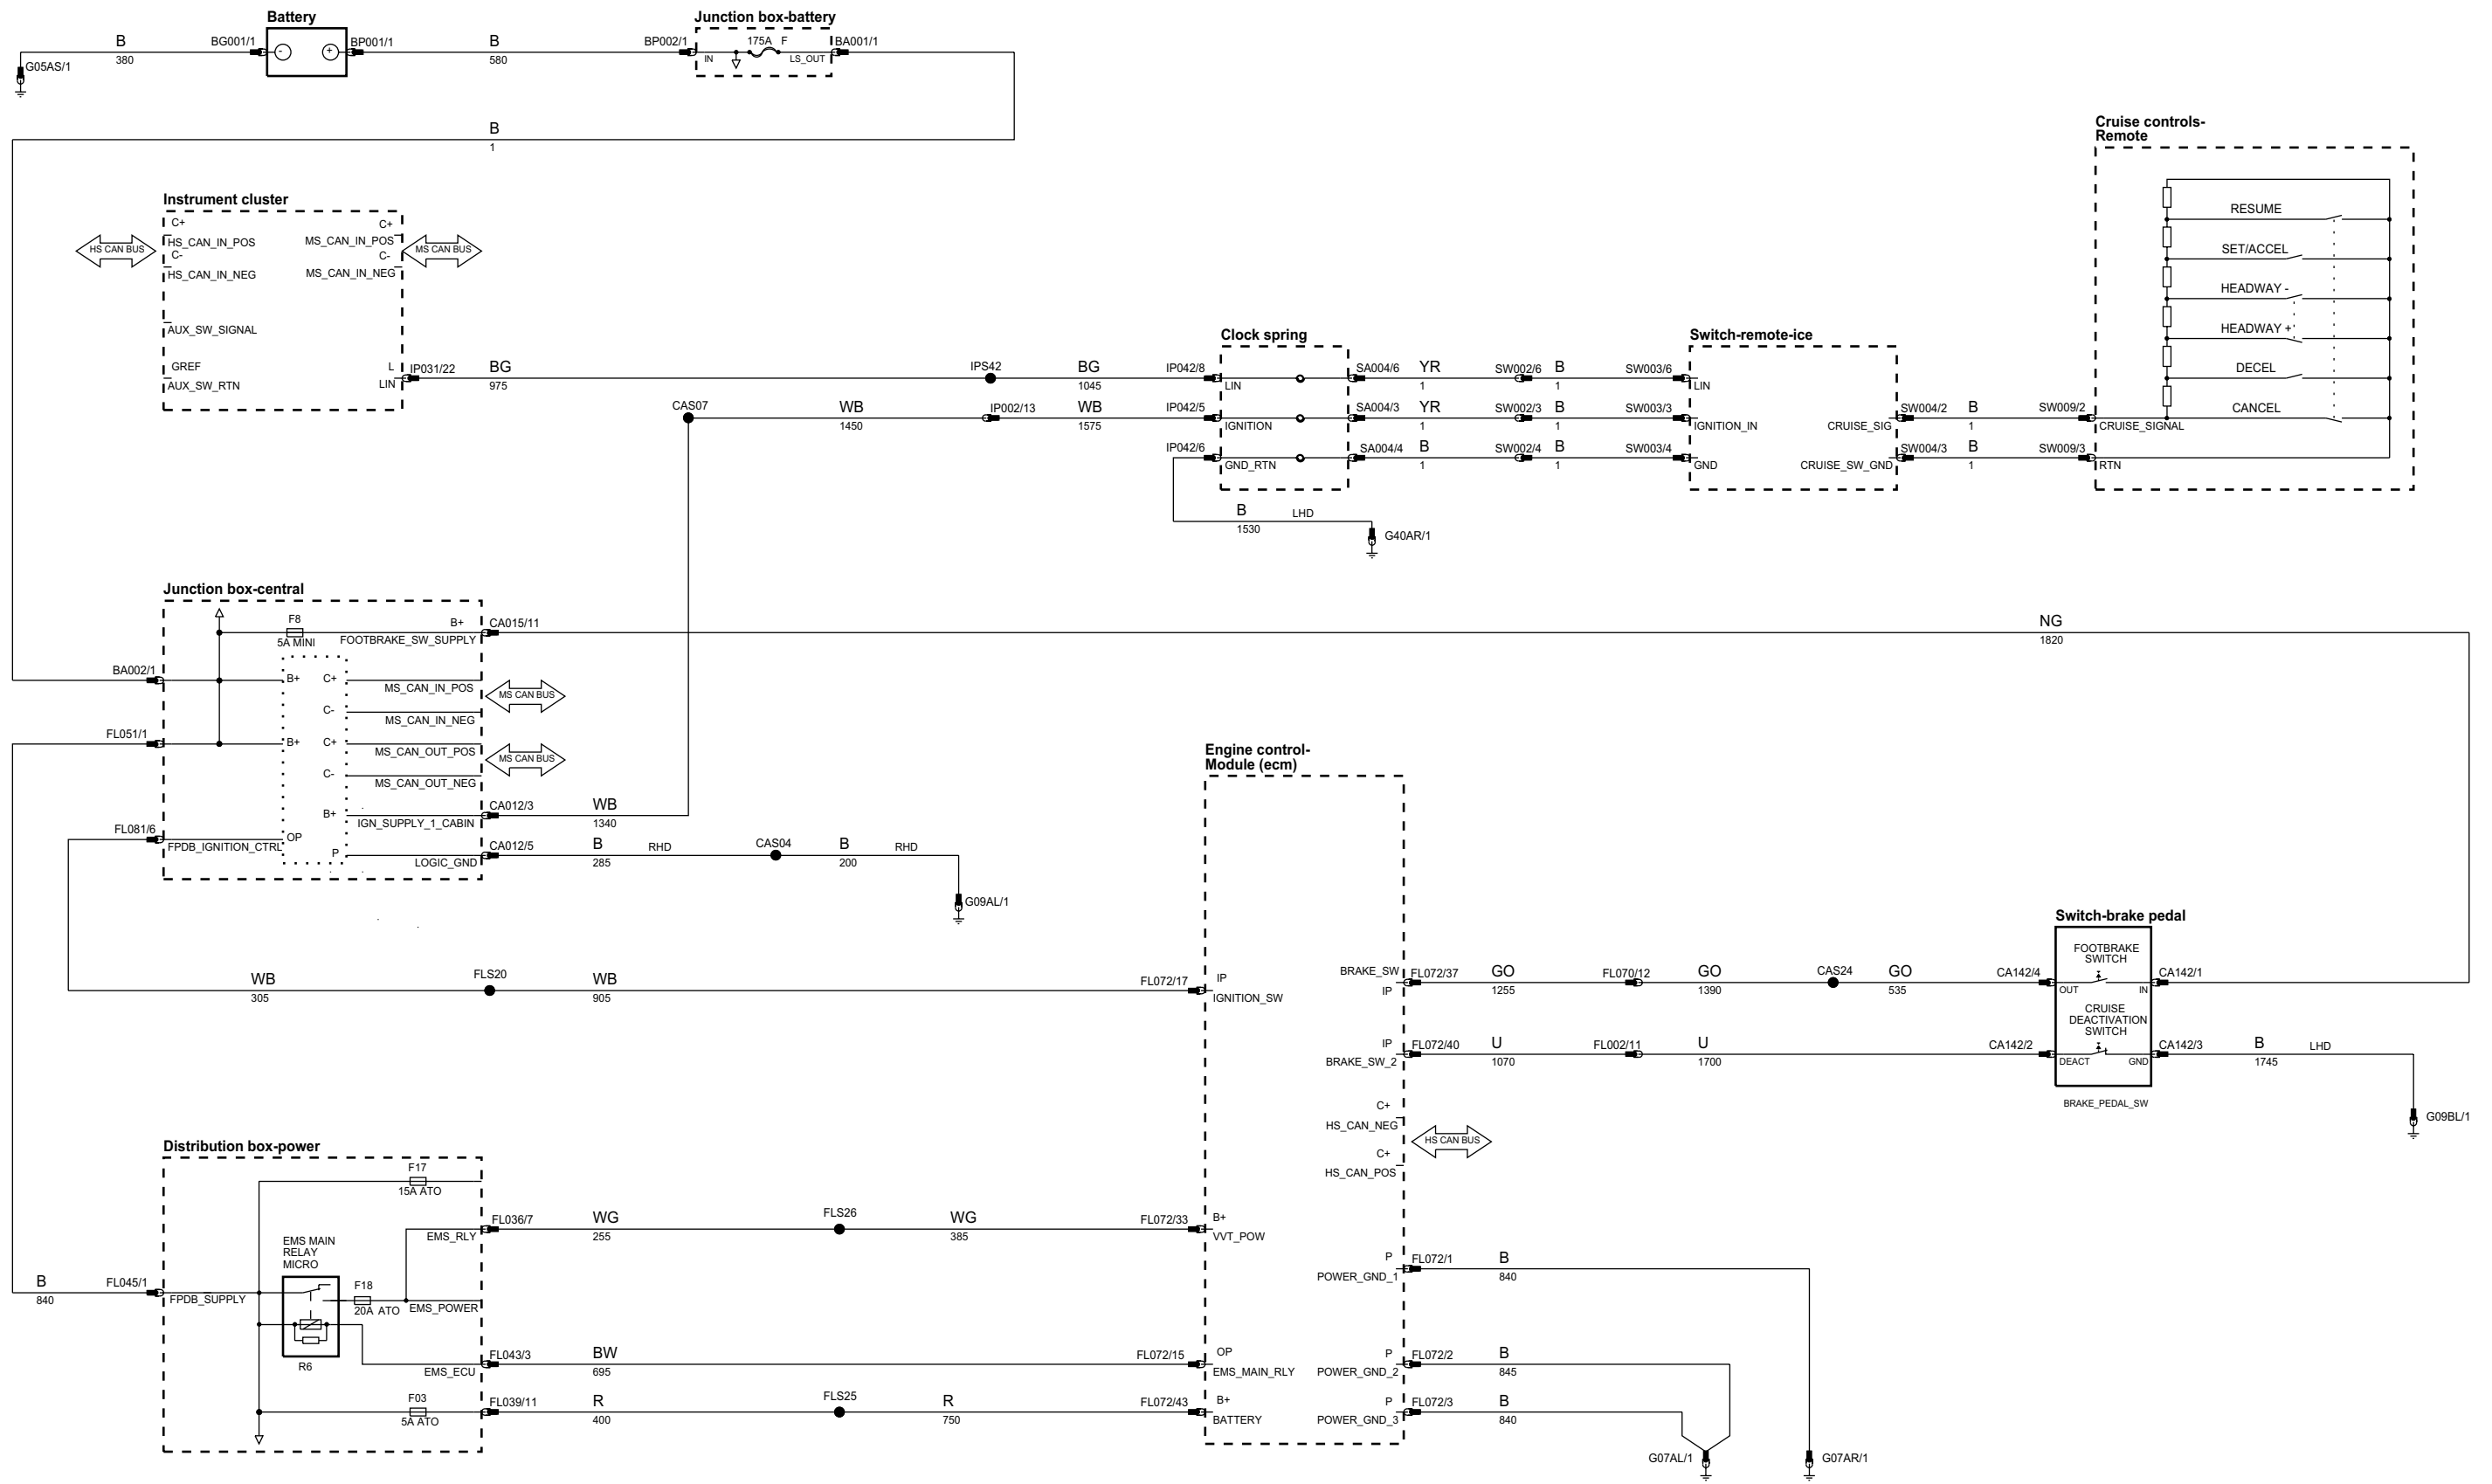 Battery
Junction box-battery
B
380
BG001/1
-
+
BP001/1
B
580
BP002/1
175A F
IN
LS_OUT
BA001/1
G05AS/1
B
1
Cruise controls-
Remote
RESUME
SET/ACCEL
HEADWAY -
HEADWAY +
DECEL
CANCEL
CRUISE_SIGNAL
RTN
Instrument cluster
HS CAN BUS
C+
HS_CAN_IN_POS
C-
HS_CAN_IN_NEG
C+
MS_CAN_IN_POS
C-
MS_CAN_IN_NEG
MS CAN BUS
AUX_SW_SIGNAL
GREF
AUX_SW_RTN
L
LIN
IP031/22
BG
975
IPS42
BG
1045
IP042/8
Clock spring
LIN
IGNITION
GND_RTN
CAS07
WB
1450
IP002/13
WB
1575
IP042/5
IP042/6
SA004/6
YR
1
SW002/6
B
1
SW003/6
SA004/3
YR
1
SW002/3
B
1
SW003/3
SA004/4
B
1
SW002/4
B
1
SW003/4
Switch-remote-ice
LIN
IGNITION_IN
GND
CRUISE_SIG
CRUISE_SW_GND
SW004/2
B
1
SW009/2
SW004/3
B
1
SW009/3
B
1530
LHD
G40AR/1
Junction box-central
F8
5A MINI
B+
FOOTBRAKE_SW_SUPPLY
CA015/11
NG
1820
BA002/1
B+
C+
MS_CAN_IN_POS
C-
MS_CAN_IN_NEG
MS CAN BUS
FL051/1
B+
C+
MS_CAN_OUT_POS
C-
MS_CAN_OUT_NEG
MS CAN BUS
B+
IGN_SUPPLY_1_CABIN
CA012/3
WB
1340
FL081/6
FPDB_IGNITION_CTRL
OP
P
LOGIC_GND
CA012/5
B
285
RHD
CAS04
B
200
RHD
G09AL/1
WB
305
FLS20
WB
905
FL072/17
Engine control-
Module (ecm)
IP
IGNITION_SW
BRAKE_SW
IP
FL072/37
GO
1255
FL070/12
GO
1390
CAS24
GO
535
CA142/4
IP
BRAKE_SW_2
FL072/40
U
1070
FL002/11
U
1700
CA142/2
Switch-brake pedal
FOOTBRAKE
SWITCH
OUT
IN
CRUISE
DEACTIVATION
SWITCH
DEACT
GND
BRAKE_PEDAL_SW
CA142/1
CA142/3
B
1745
LHD
G09BL/1
C+
HS_CAN_NEG
C+
HS_CAN_POS
HS CAN BUS
Distribution box-power
F17
15A ATO
EMS_RLY
FL036/7
WG
255
FLS26
WG
385
FL072/33
B+
VVT_POW
B
840
FL045/1
FPDB_SUPPLY
EMS MAIN
RELAY
MICRO
R6
F18
20A ATO
EMS_POWER
EMS_ECU
FL043/3
BW
695
FL072/15
OP
EMS_MAIN_RLY
F03
5A ATO
FL039/11
R
400
FLS25
R
750
FL072/43
B+
BATTERY
P
POWER_GND_1
FL072/1
B
840
P
POWER_GND_2
FL072/2
B
845
P
POWER_GND_3
FL072/3
B
840
G07AL/1
G07AR/1